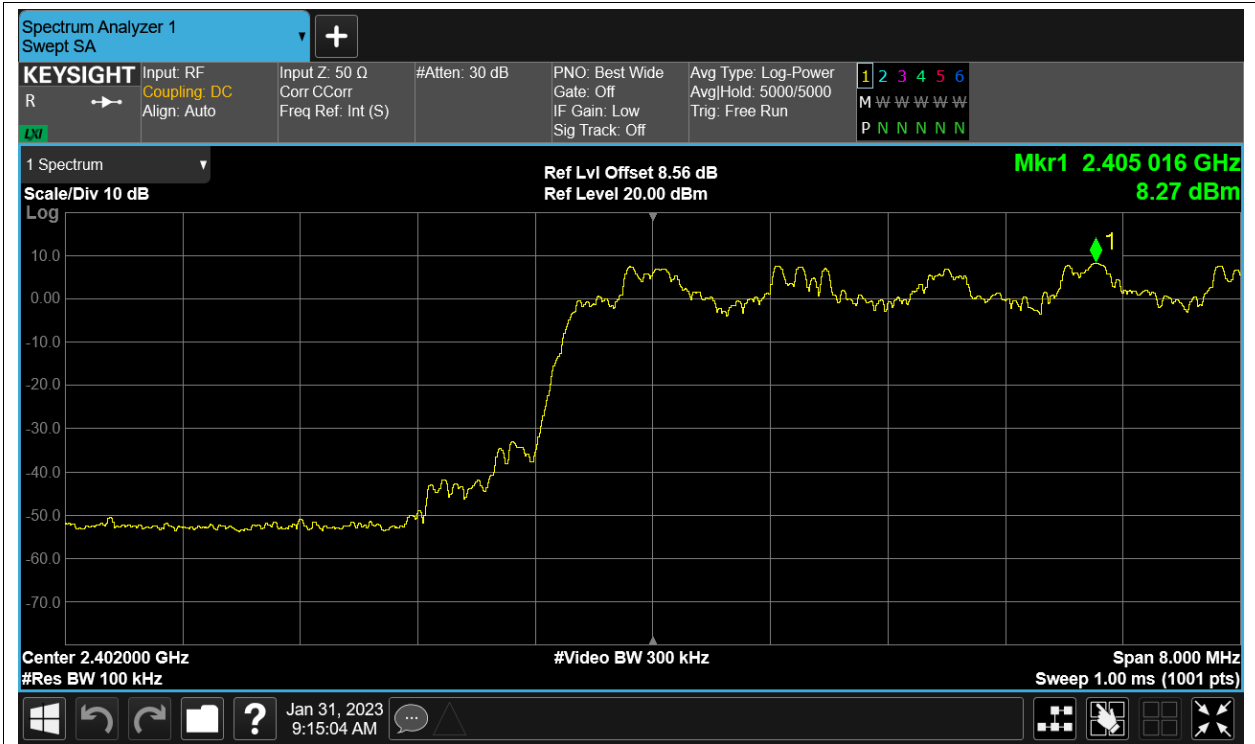 Spectrum Analyzer 1
Swept SA
KEYSIGHT
R
LXI
Input: RF
Coupling: DC
Align: Auto
Input Z: 50 Ω
Corr CCorr
Freq Ref: Int (S)
#Atten: 30 dB
PNO: Best Wide
Gate: Off
IF Gain: Low
Sig Track: Off
Avg Type: Log-Power
Avg|Hold: 5000/5000
Trig: Free Run
1 2 3 4 5 6
M W W W W W
P N N N N N
1 Spectrum
Scale/Div 10 dB
Log
Ref Lvl Offset 8.56 dB
Ref Level 20.00 dBm
Mkr1 2.405 016 GHz
8.27 dBm
1
10.0
0.00
-10.0
-20.0
-30.0
-40.0
-50.0
-60.0
-70.0
Center 2.402000 GHz
#Res BW 100 kHz
#Video BW 300 kHz
Span 8.000 MHz
Sweep 1.00 ms (1001 pts)
?
Jan 31, 2023
9:15:04 AM